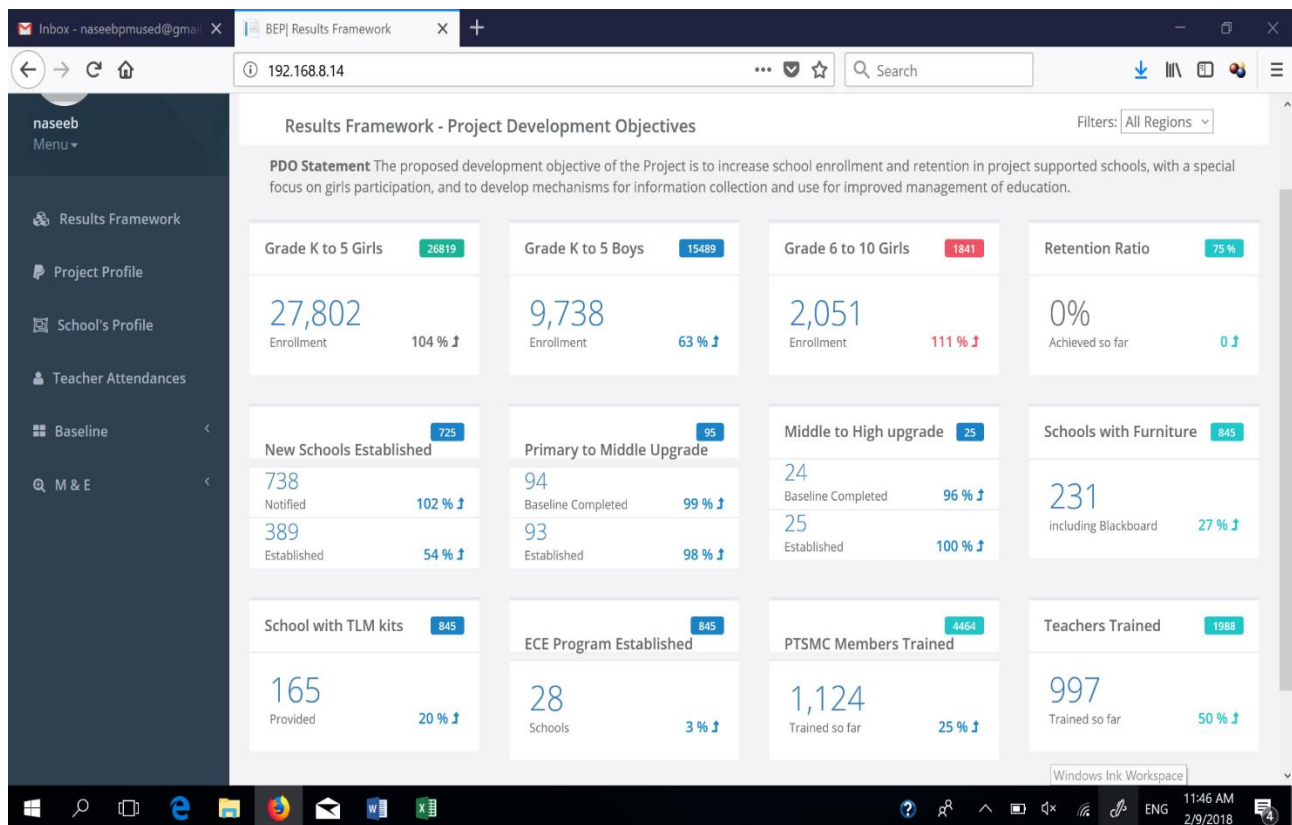 Inbox - naseebpmused@gmail
BEP| Results Framework
192.168.8.14
Search
naseeb
Menu
Results Framework
Project Profile
School's Profile
Teacher Attendances
Baseline
M & E
Results Framework - Project Development Objectives
Filters: All Regions
PDO Statement The proposed development objective of the Project is to increase school enrollment and retention in project supported schools, with a special
focus on girls participation, and to develop mechanisms for information collection and use for improved management of education.
Grade K to 5 Girls 26819
27,802
Enrollment 104 %
Grade K to 5 Boys 15489
9,738
Enrollment 63 %
Grade 6 to 10 Girls 1841
2,051
Enrollment 111 %
Retention Ratio 75 %
0%
Achieved so far 0
725
New Schools Established
738
Notified 102 %
389
Established 54 %
95
Primary to Middle Upgrade
94
Baseline Completed 99 %
93
Established 98 %
Middle to High upgrade 25
24
Baseline Completed 96 %
25
Established 100 %
Schools with Furniture 845
231
including Blackboard 27 %
School with TLM kits 845
165
Provided 20 %
845
ECE Program Established
28
Schools 3 %
4464
PTSMC Members Trained
1,124
Trained so far 25 %
Teachers Trained 1988
997
Trained so far 50 %
Windows Ink Workspace
ENG
11:46 AM
2/9/2018
4